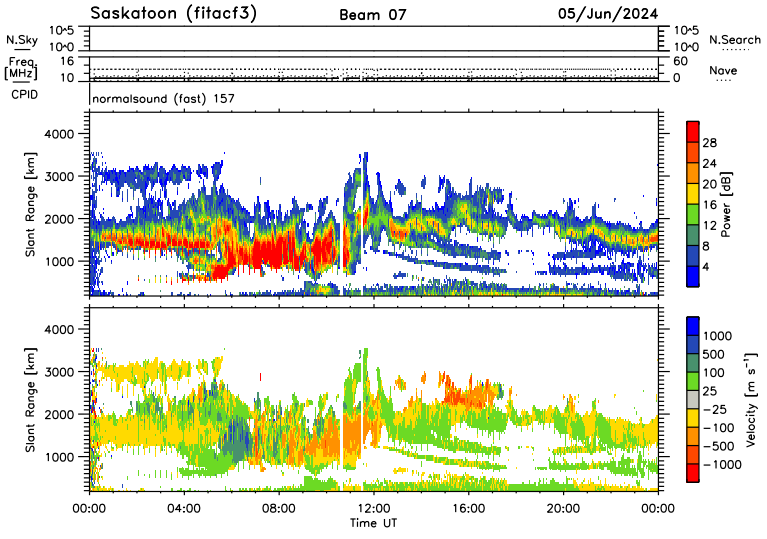 Saskatoon (fitacf3) Beam 07 05/Jun/2024
N.Sky 10^5 10^0 10^5 10^0 N.Search
Freq. [MHz] 16 10 60 0 Nave
CPID normalsound (fast) 157
Slant Range [km] 4000 3000 2000 1000
Power [dB] 28 24 20 16 12 8 4
Slant Range [km] 4000 3000 2000 1000
Velocity [m s⁻¹] 1000 500 100 25 −25 −100 −500 −1000
00:00 04:00 08:00 12:00 16:00 20:00 00:00
Time UT